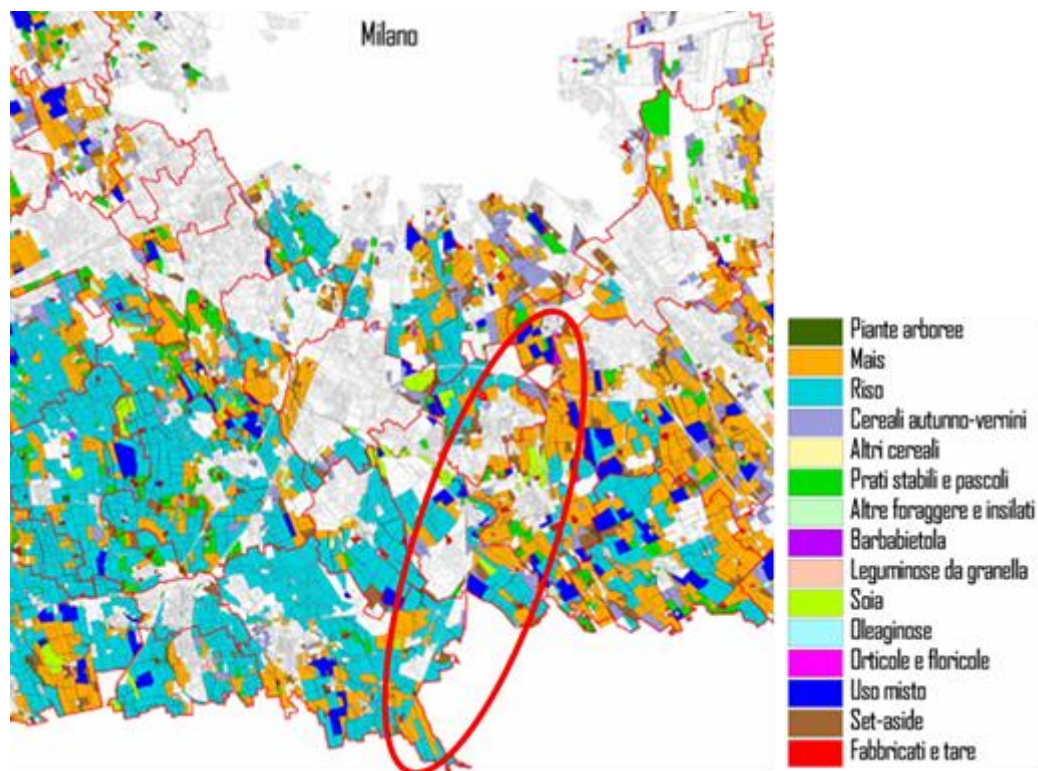 Milano
Piante arboree
Mais
Riso
Cereali autunno-vernini
Altri cereali
Prati stabili e pascoli
Altre foraggere e insilati
Barbabietola
Leguminose da granella
Soia
Oleaginose
Orticole e floricole
Uso misto
Set-aside
Fabbricati e tare